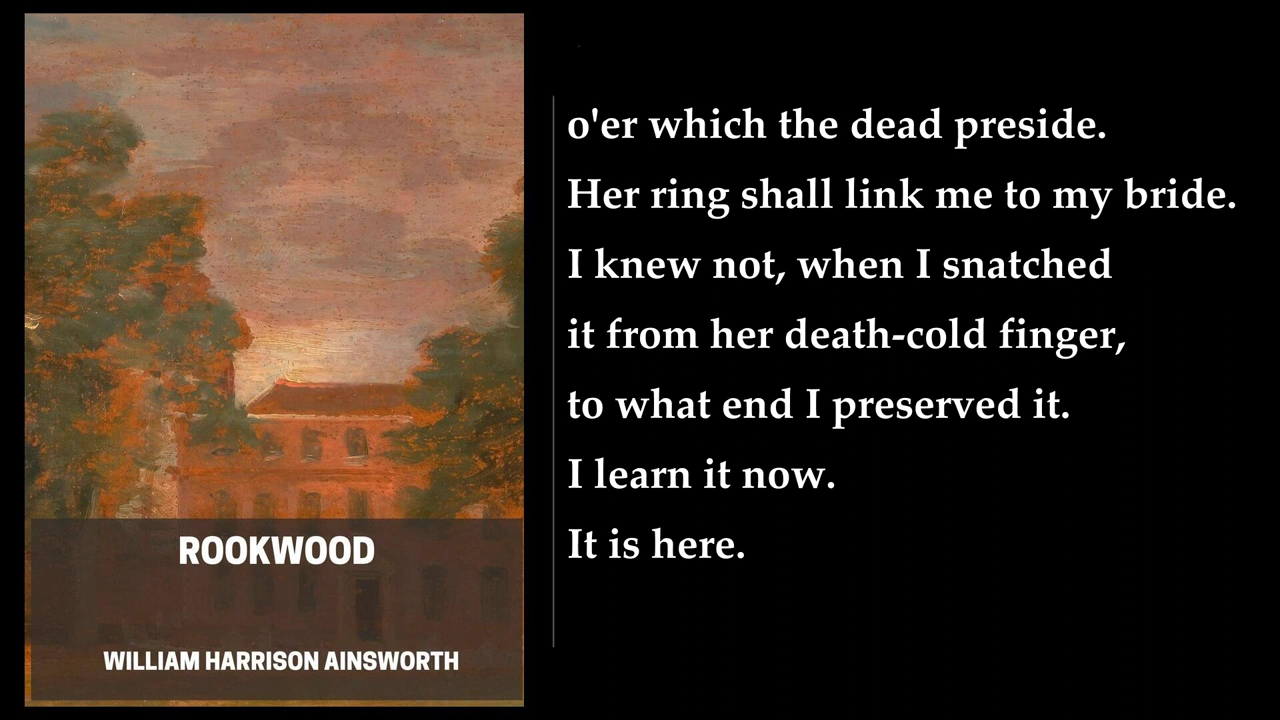 ROOKWOOD
WILLIAM HARRISON AINSWORTH
o'er which the dead preside.
Her ring shall link me to my bride.
I knew not, when I snatched
it from her death-cold finger,
to what end I preserved it.
I learn it now.
It is here.